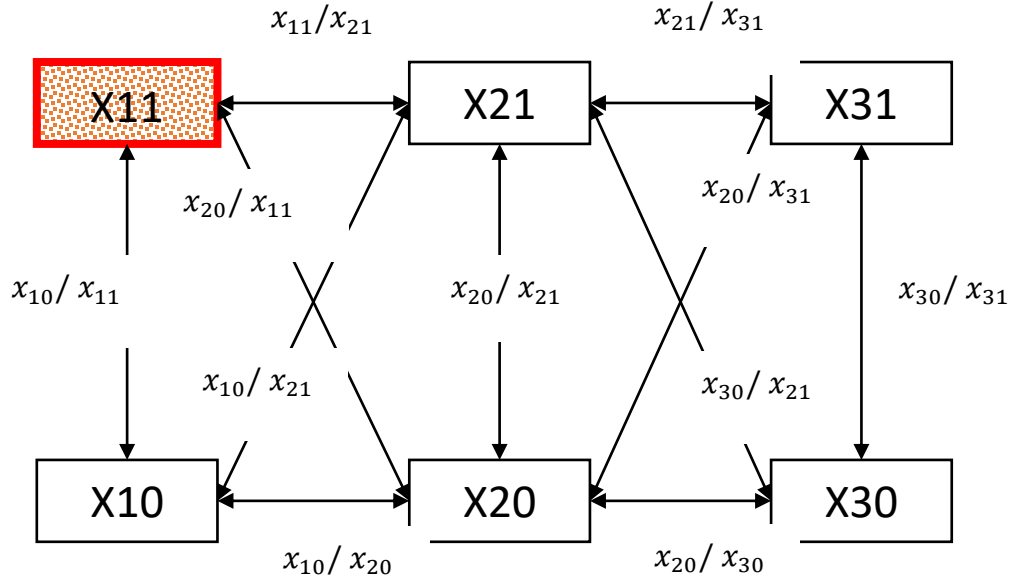 x₁₁/x₂₁
x₂₁/ x₃₁
X11
X21
X31
x₂₀/ x₁₁
x₂₀/ x₃₁
x₁₀/ x₁₁
x₂₀/ x₂₁
x₃₀/ x₃₁
x₁₀/ x₂₁
x₃₀/ x₂₁
X10
X20
X30
x₁₀/ x₂₀
x₂₀/ x₃₀